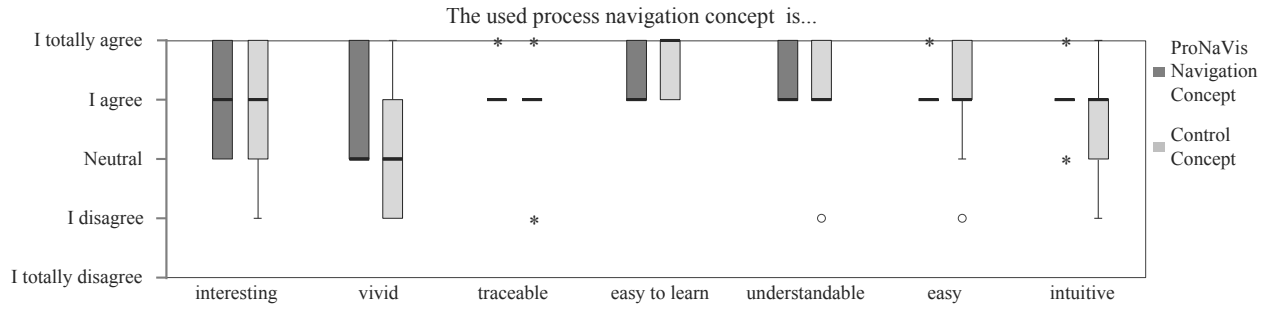 The used process navigation concept is...
I totally agree
I agree
Neutral
I disagree
I totally disagree
interesting
vivid
traceable
easy to learn
understandable
easy
intuitive
ProNaVis
Navigation
Concept
Control
Concept